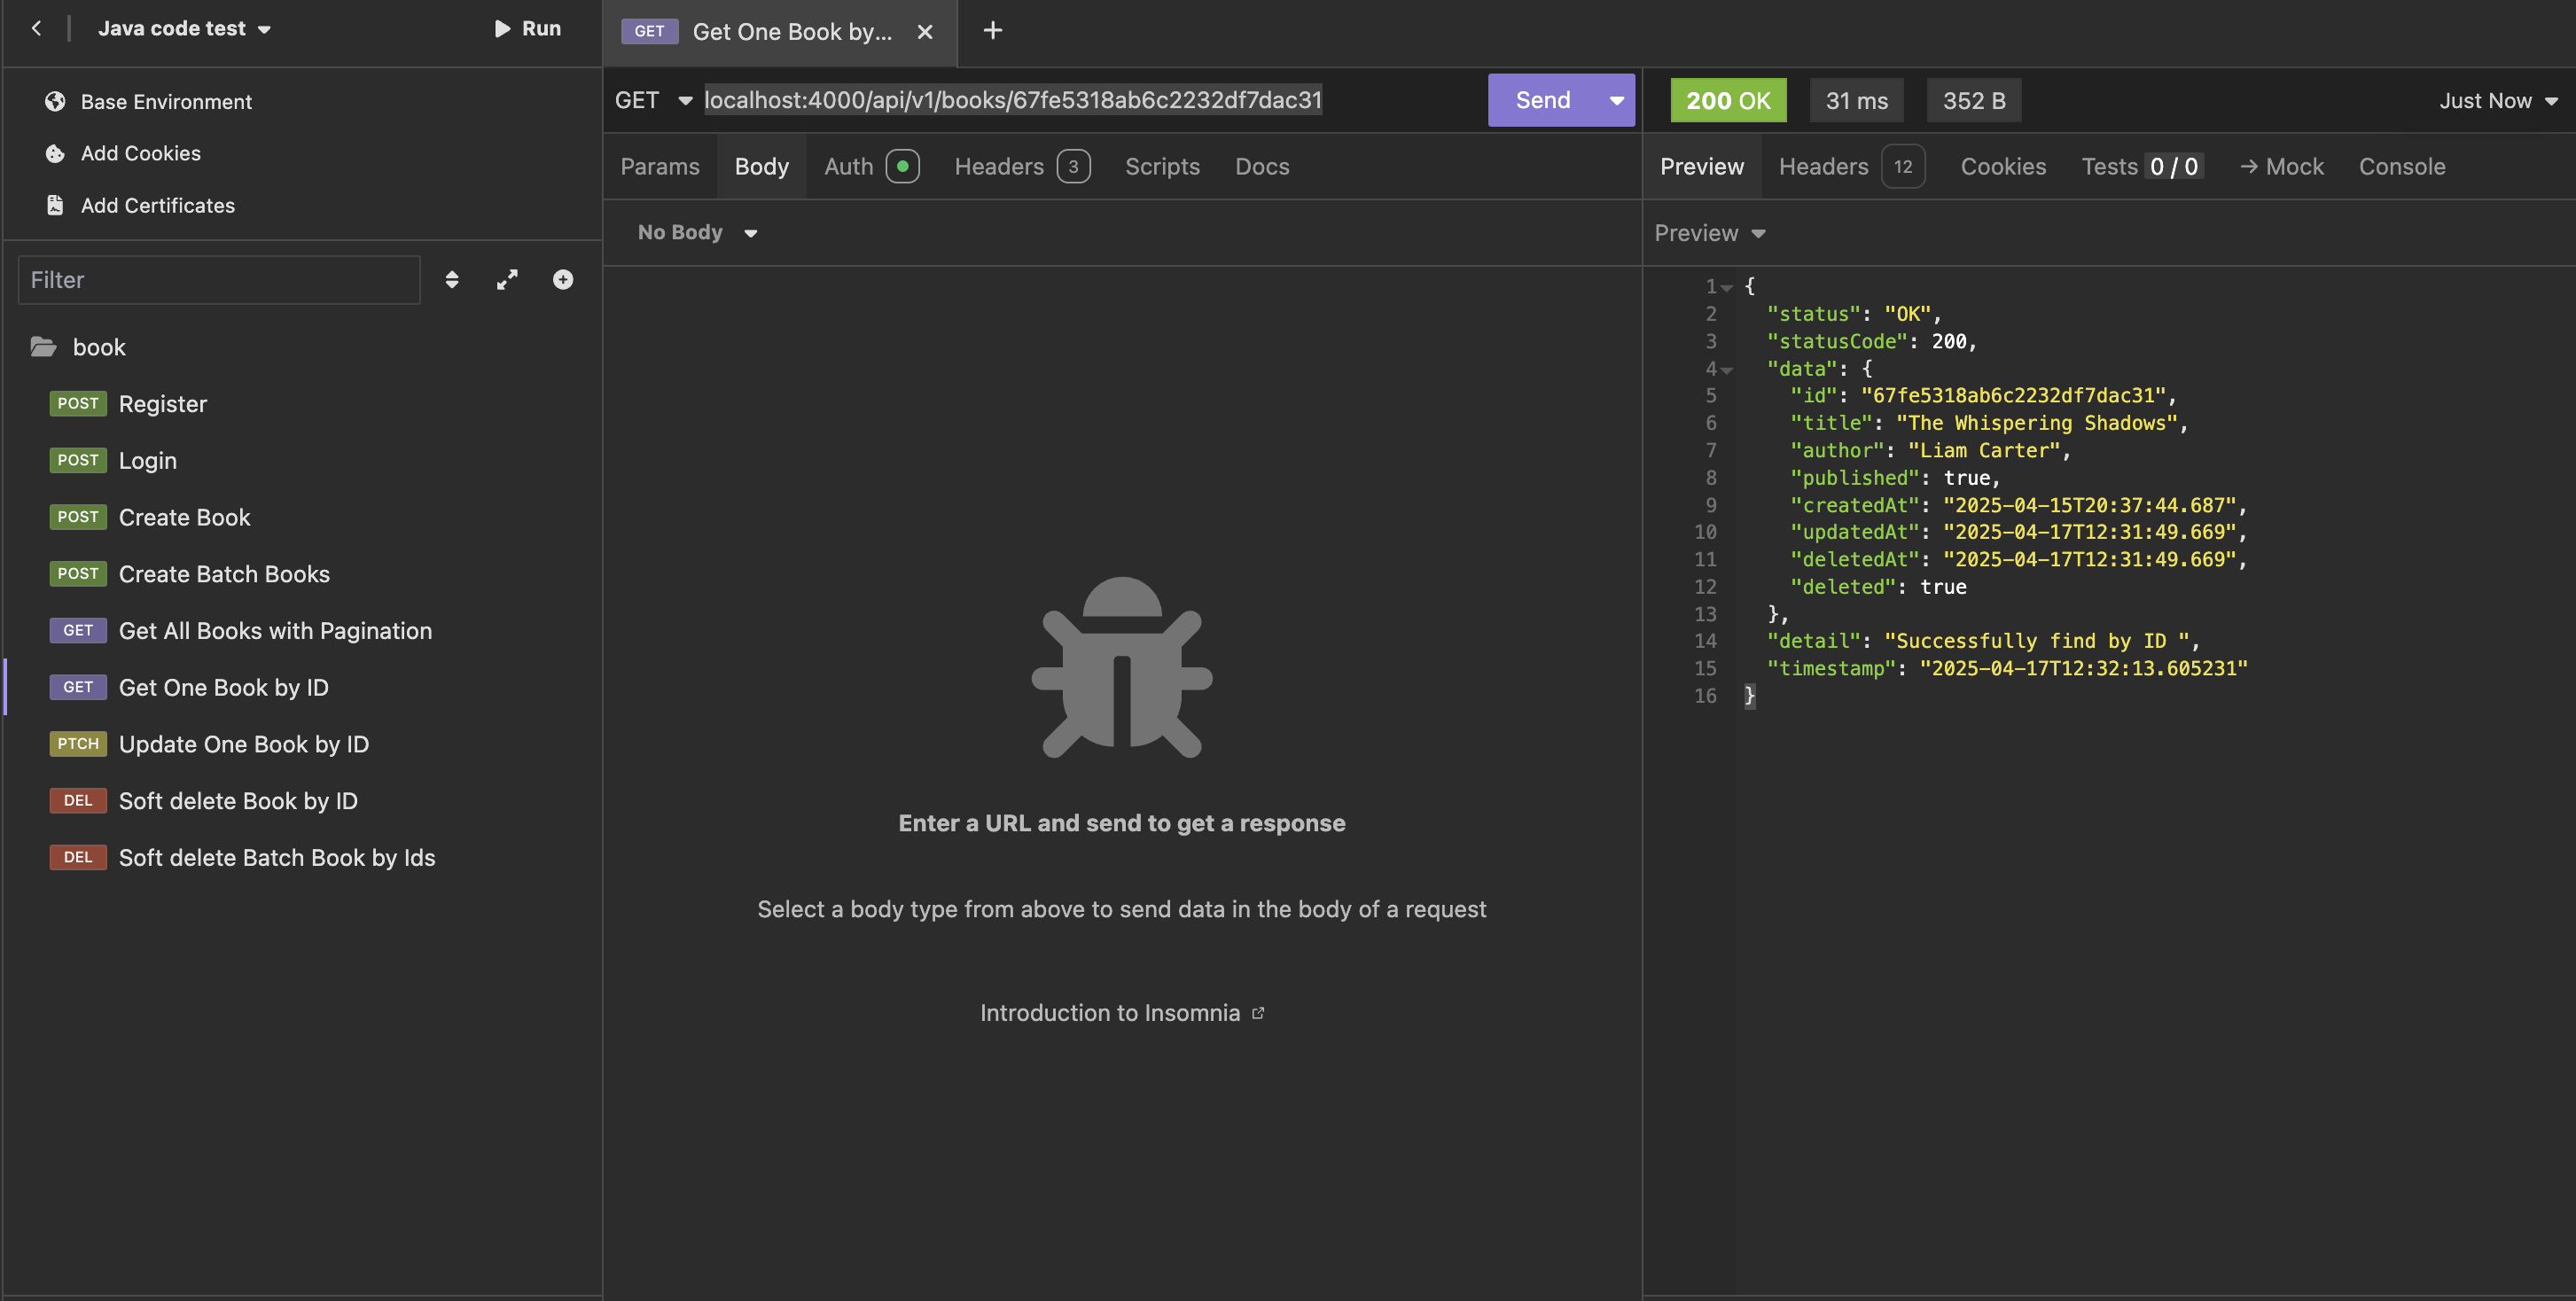 Java code test
Run
Base Environment
Add Cookies
Add Certificates
Filter
book
POST Register
POST Login
POST Create Book
POST Create Batch Books
GET Get All Books with Pagination
GET Get One Book by ID
PTCH Update One Book by ID
DEL Soft delete Book by ID
DEL Soft delete Batch Book by Ids
GET Get One Book by...
GET localhost:4000/api/v1/books/67fe5318ab6c2232df7dac31 Send
Params Body Auth Headers 3 Scripts Docs
No Body
Enter a URL and send to get a response
Select a body type from above to send data in the body of a request
Introduction to Insomnia
200 OK 31 ms 352 B Just Now
Preview Headers 12 Cookies Tests 0 / 0 → Mock Console
Preview
1 {
2 "status": "OK",
3 "statusCode": 200,
4 "data": {
5 "id": "67fe5318ab6c2232df7dac31",
6 "title": "The Whispering Shadows",
7 "author": "Liam Carter",
8 "published": true,
9 "createdAt": "2025-04-15T20:37:44.687",
10 "updatedAt": "2025-04-17T12:31:49.669",
11 "deletedAt": "2025-04-17T12:31:49.669",
12 "deleted": true
13 },
14 "detail": "Successfully find by ID ",
15 "timestamp": "2025-04-17T12:32:13.605231"
16 }